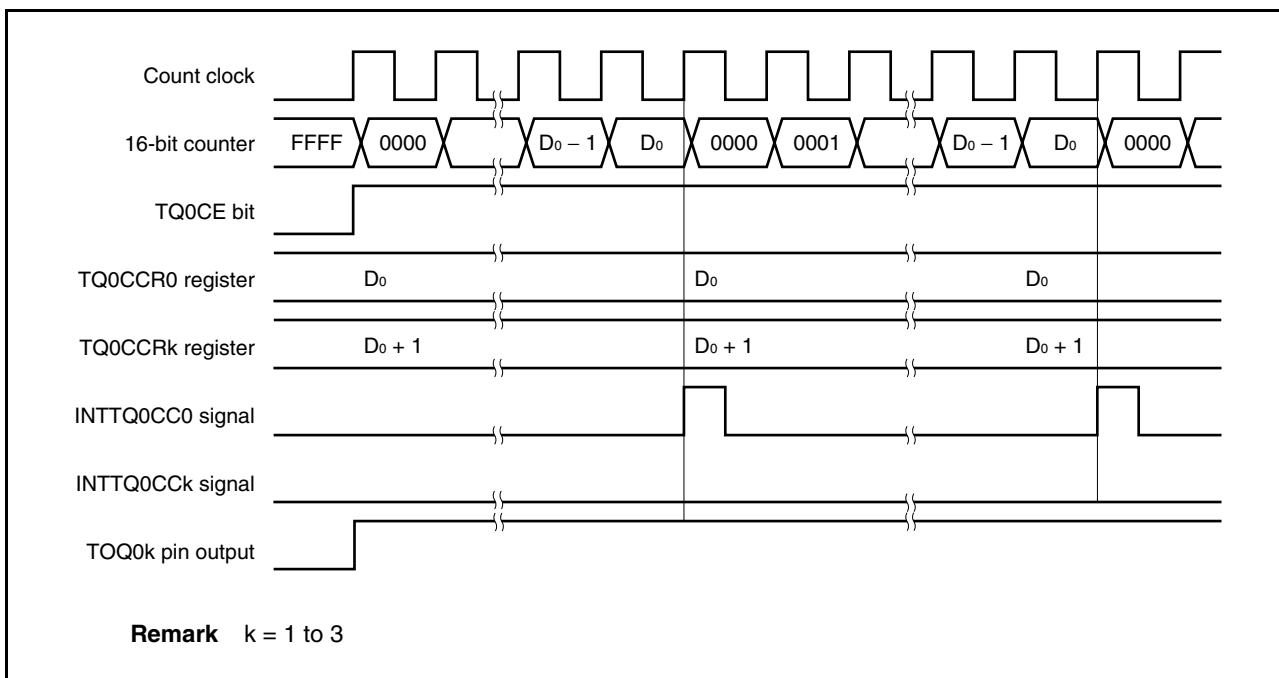 Count clock
16-bit counter FFFF 0000 D₀ − 1 D₀ 0000 0001 D₀ − 1 D₀ 0000
TQ0CE bit
TQ0CCR0 register D₀ D₀ D₀
TQ0CCRk register D₀ + 1 D₀ + 1 D₀ + 1
INTTQ0CC0 signal
INTTQ0CCk signal
TOQ0k pin output
Remark k = 1 to 3